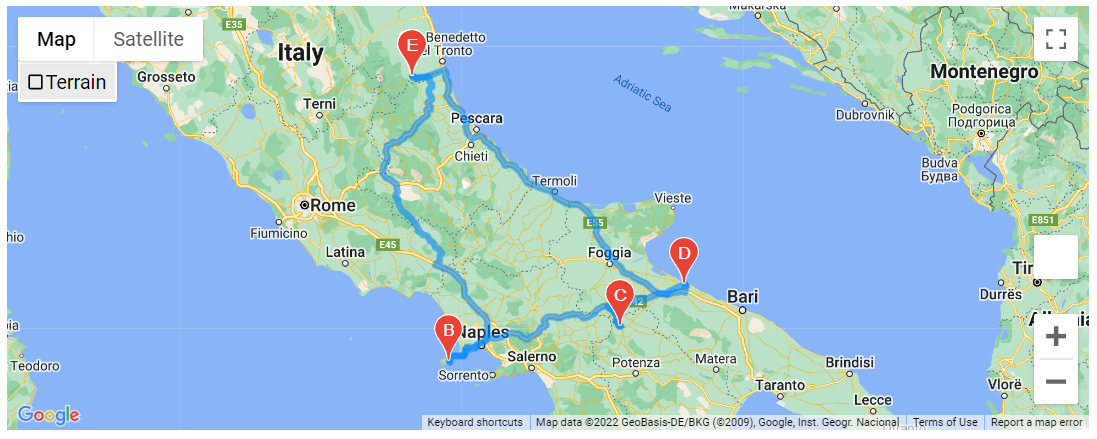 Map
Satellite
Terrain
E35
Italy
Benedetto
el Tronto
E
Makarska
Montenegro
Grosseto
Terni
Adriatic Sea
Dubrovnik
Podgorica
Подгорица
Pescara
Chieti
Budva
Будва
Termoli
Vieste
Rome
Fiumicino
E55
E851
hio
E45
Latina
Foggia
D
Tir
Durrës
C
Bari
B
Naples
Salerno
Teodoro
Sorrento
Potenza
Matera
Brindisi
Taranto
Lecce
Vlorë
Google
Keyboard shortcuts
Map data ©2022 GeoBasis-DE/BKG (©2009), Google, Inst. Geogr. Nacional
Terms of Use
Report a map error